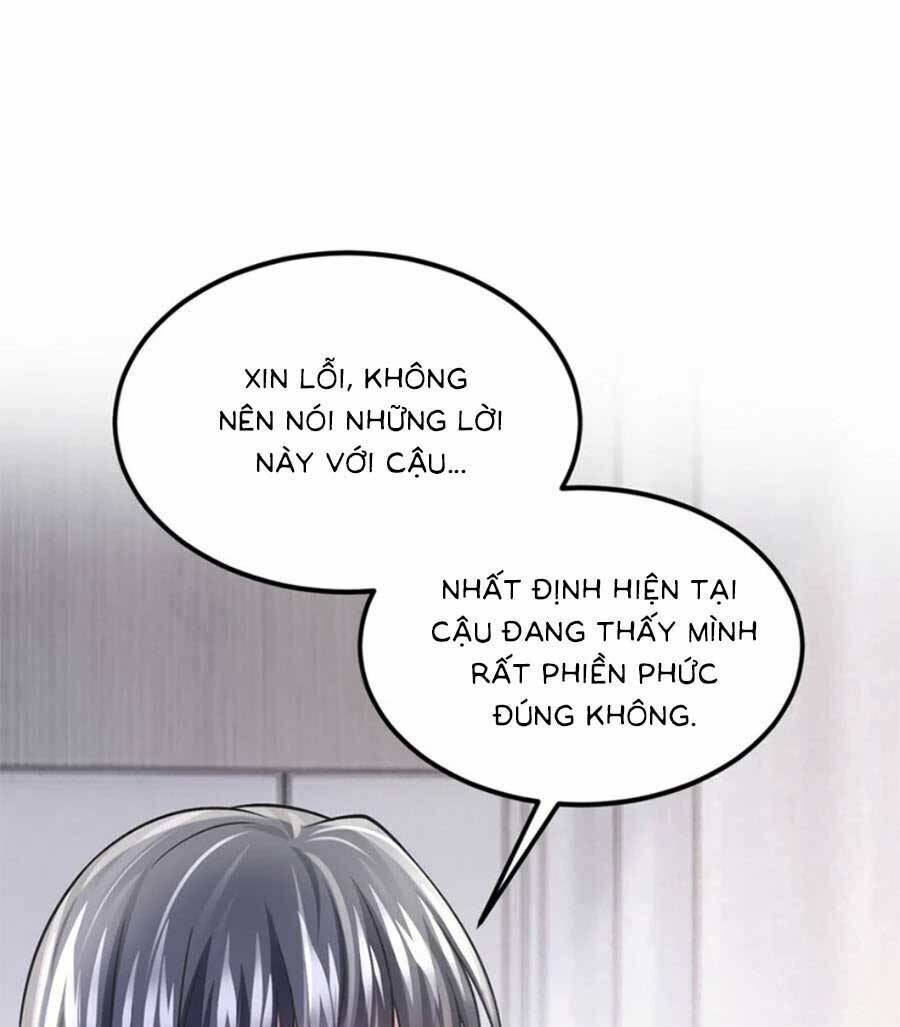 XIN LỖI, KHÔNG
NÊN NÓI NHỮNG LỜI
NÀY VỚI CẬU...
NHẤT ĐỊNH HIỆN TẠI
CẬU ĐANG THẤY MÌNH
RẤT PHIỀN PHỨC
ĐÚNG KHÔNG.